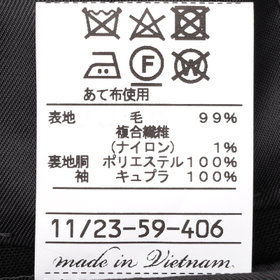 F W
あて布使用
表地 毛 99%
複合繊維
(ナイロン) 1%
裏地胴 ポリエステル100%
袖 キュプラ 100%
11/23-59-406
made in Vietnam